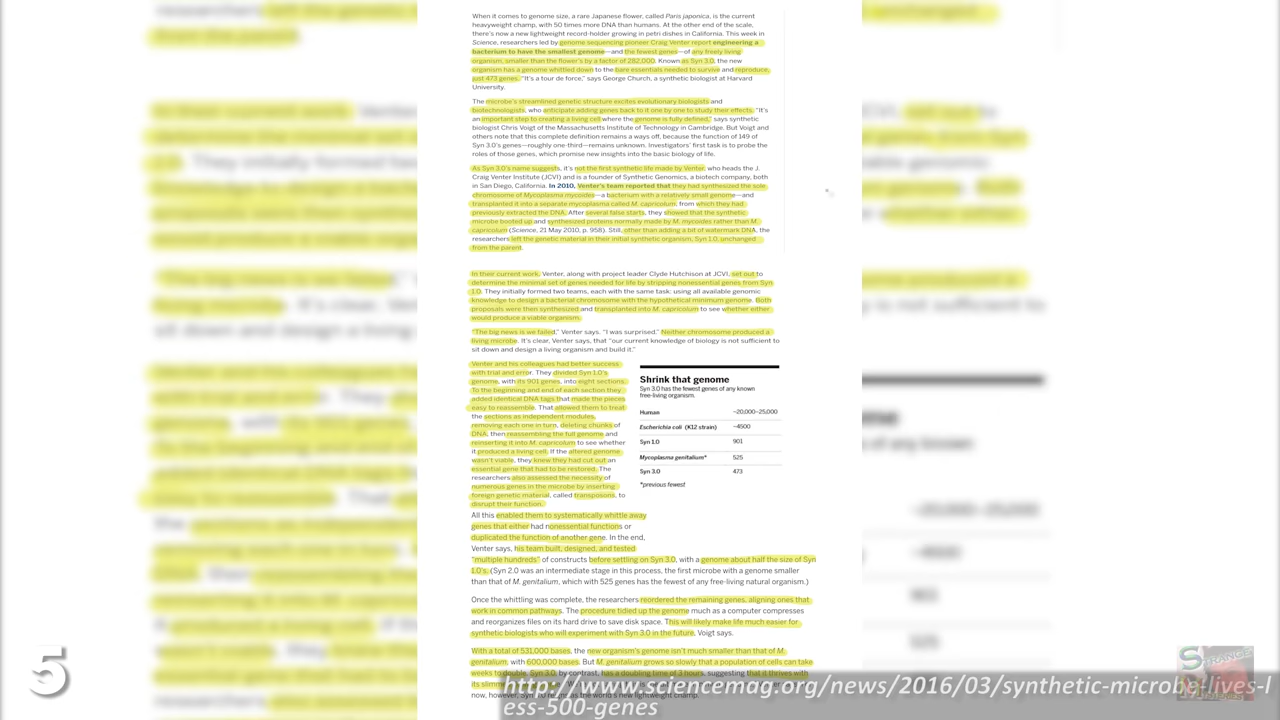 When it comes to genome size, a rare Japanese flower, called Paris japonica, is the current
heavyweight champ, with 50 times more DNA than humans. At the other end of the scale,
there's now a new lightweight record-holder growing in petri dishes in California. This week in
Science, researchers led by genome sequencing pioneer Craig Venter report engineering a
bacterium to have the smallest genome—and the fewest genes—of any freely living
organism, smaller than the flower's by a factor of 282,000. Known as Syn 3.0, the new
organism has a genome whittled down to the bare essentials needed to survive and reproduce,
just 473 genes. "It's a tour de force," says George Church, a synthetic biologist at Harvard
University.
The microbe's streamlined genetic structure excites evolutionary biologists and
biotechnologists, who anticipate adding genes back to it one by one to study their effects. "It's
an important step to creating a living cell where the genome is fully defined," says synthetic
biologist Chris Voigt of the Massachusetts Institute of Technology in Cambridge. But Voigt and
others note that this complete definition remains a ways off, because the function of 149 of
Syn 3.0's genes—roughly one-third—remains unknown. Investigators' first task is to probe the
roles of those genes, which promise new insights into the basic biology of life.
As Syn 3.0's name suggests, it's not the first synthetic life made by Venter, who heads the J.
Craig Venter Institute (JCVI) and is a founder of Synthetic Genomics, a biotech company, both
in San Diego, California. In 2010, Venter's team reported that they had synthesized the sole
chromosome of Mycoplasma mycoides—a bacterium with a relatively small genome—and
transplanted it into a separate mycoplasma called M. capricolum, from which they had
previously extracted the DNA. After several false starts, they showed that the synthetic
microbe booted up and synthesized proteins normally made by M. mycoides rather than M.
capricolum (Science, 21 May 2010, p. 958). Still, other than adding a bit of watermark DNA, the
researchers left the genetic material in their initial synthetic organism, Syn 1.0, unchanged
from the parent.
In their current work, Venter, along with project leader Clyde Hutchison at JCVI, set out to
determine the minimal set of genes needed for life by stripping nonessential genes from Syn
1.0. They initially formed two teams, each with the same task: using all available genomic
knowledge to design a bacterial chromosome with the hypothetical minimum genome. Both
proposals were then synthesized and transplanted into M. capricolum to see whether either
would produce a viable organism.
"The big news is we failed," Venter says. "I was surprised." Neither chromosome produced a
living microbe. It's clear, Venter says, that "our current knowledge of biology is not sufficient to
sit down and design a living organism and build it."
Venter and his colleagues had better success
with trial and error. They divided Syn 1.0's
genome, with its 901 genes, into eight sections.
To the beginning and end of each section they
added identical DNA tags that made the pieces
easy to reassemble. That allowed them to treat
the sections as independent modules,
removing each one in turn, deleting chunks of
DNA, then reassembling the full genome and
reinserting it into M. capricolum to see whether
it produced a living cell. If the altered genome
wasn't viable, they knew they had cut out an
essential gene that had to be restored. The
researchers also assessed the necessity of
numerous genes in the microbe by inserting
foreign genetic material, called transposons, to
disrupt their function.
Shrink that genome
Syn 3.0 has the fewest genes of any known
free-living organism.
Human ~20,000–25,000
Escherichia coli (K12 strain) ~4500
Syn 1.0 901
Mycoplasma genitalium* 525
Syn 3.0 473
*previous fewest
All this enabled them to systematically whittle away
genes that either had nonessential functions or
duplicated the function of another gene. In the end,
Venter says, his team built, designed, and tested
"multiple hundreds" of constructs before settling on Syn 3.0, with a genome about half the size of Syn
1.0's. (Syn 2.0 was an intermediate stage in this process, the first microbe with a genome smaller
than that of M. genitalium, which with 525 genes has the fewest of any free-living natural organism.)
Once the whittling was complete, the researchers reordered the remaining genes, aligning ones that
work in common pathways. The procedure tidied up the genome much as a computer compresses
and reorganizes files on its hard drive to save disk space. This will likely make life much easier for
synthetic biologists who will experiment with Syn 3.0 in the future, Voigt says.
With a total of 531,000 bases, the new organism's genome isn't much smaller than that of M.
genitalium, with 600,000 bases. But M. genitalium grows so slowly that a population of cells can take
weeks to double. Syn 3.0, by contrast, has a doubling time of 3 hours, suggesting that it thrives with
its
now, however, Syn 3.0 reigns as the world's new lightweight champ.
5
http://www.sciencemag.org/news/2016/03/synthetic-microbe-lives-l
ess-500-genes
STRANGE